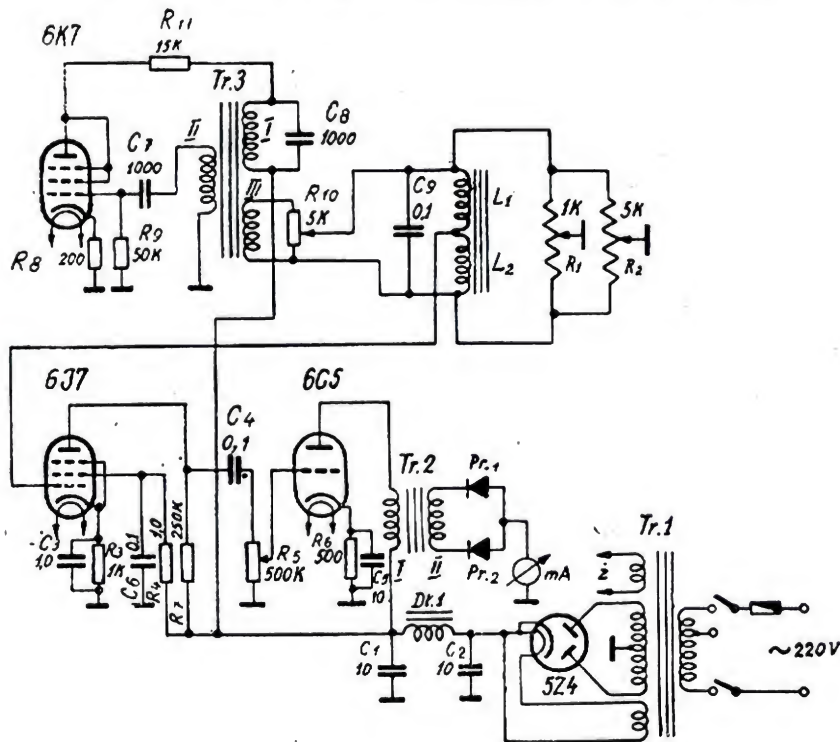 6K7
R11
15K
Tr.3
C7
1000
II
I
C8
1000
III
R10
5K
C9
0,1
L1
L2
1K
R1
5K
R2
R8
200
R9
50K
6J7
6C5
C4
0,1
Tr.2
Pr.1
Pr.2
I
II
mA
Tr.1
ż
C3
1,0
R3
1K
C6
0,1
R4
1,0
R7
250K
R5
500K
R6
500
C5
10
Dł.1
C1
10
C2
10
5Z4
~220V